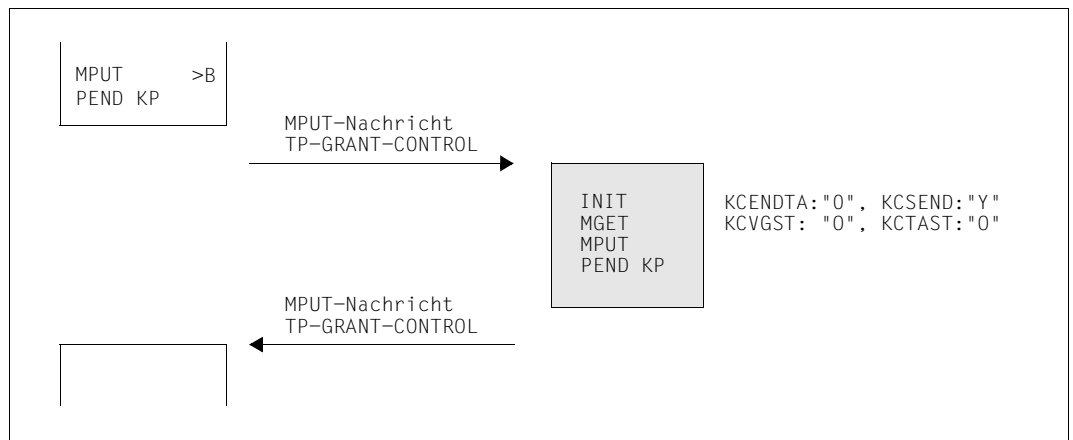 MPUT >B
PEND KP
MPUT-Nachricht
TP-GRANT-CONTROL
INIT KCENDTA:"O", KCSEND:"Y"
MGET KCVGST: "O", KCTAST:"O"
MPUT
PEND KP
MPUT-Nachricht
TP-GRANT-CONTROL